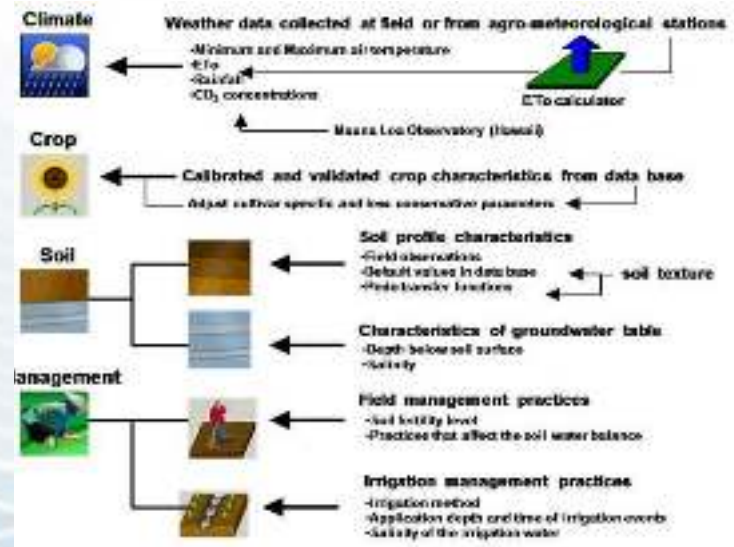 Climate
Weather data collected at field or from agro-meteorological stations
-Minimum and Maximum air temperature
-ETo
-Rainfall
-CO2 concentrations
ETo calculator
Mauna Loa Observatory (Hawaii)
Crop
Calibrated and validated crop characteristics from data base
Adjust cultivar specific and less conservative parameters
Soil
Soil profile characteristics
-Field observations
-Default values in data base
-Pedo transfer functions
soil texture
Characteristics of groundwater table
-Depth below soil surface
-Salinity
anagement
Field management practices
-Soil fertility level
-Practices that affect the soil water balance
Irrigation management practices
-Irrigation method
-Application depth and time of irrigation events
-Salinity of the irrigation water